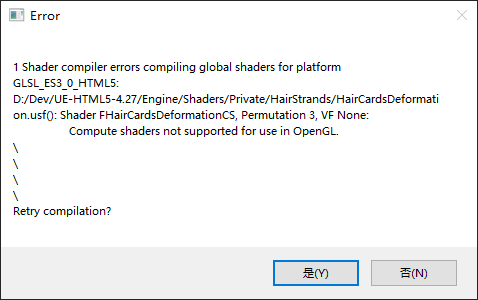 Error
1 Shader compiler errors compiling global shaders for platform
GLSL_ES3_0_HTML5:
D:/Dev/UE-HTML5-4.27/Engine/Shaders/Private/HairStrands/HairCardsDeformati
on.usf(): Shader FHairCardsDeformationCS, Permutation 3, VF None:
Compute shaders not supported for use in OpenGL.
\
\
\
\
Retry compilation?
是(Y)
否(N)